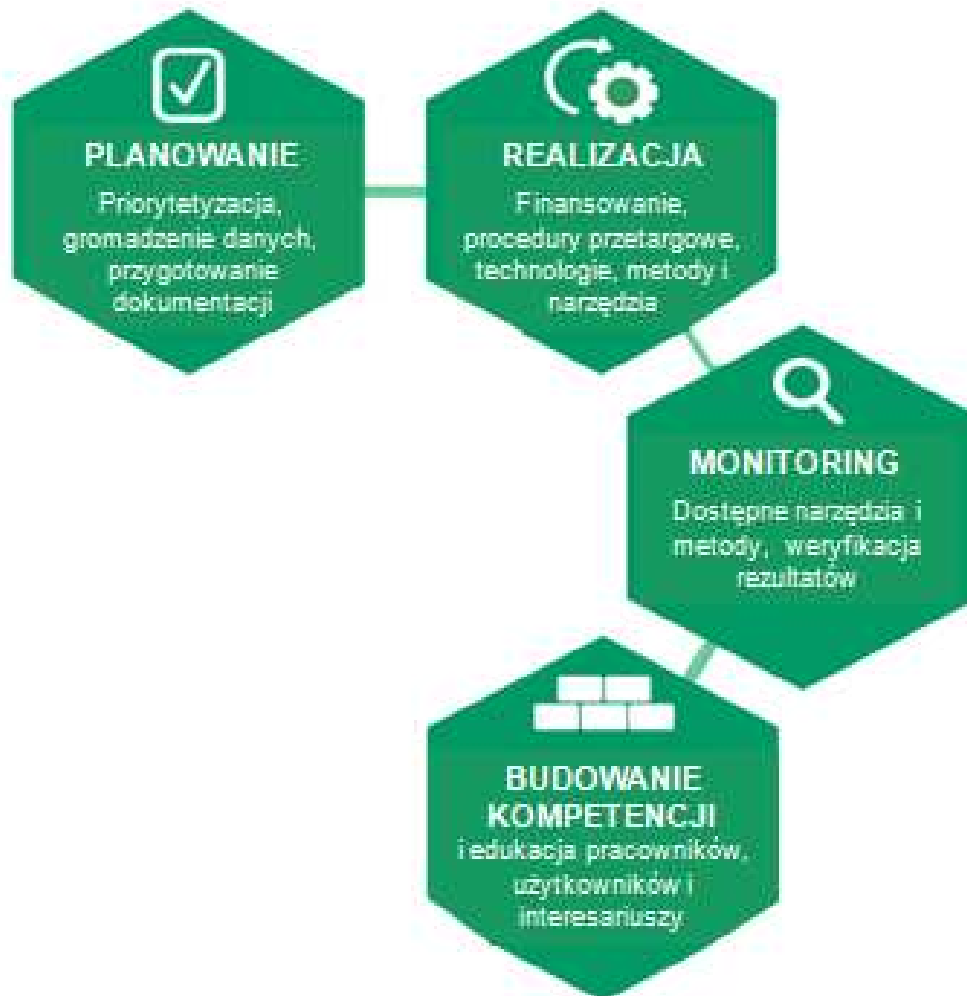 PLANOWANIE
Priorytetyzacja,
gromadzenie danych,
przygotowanie
dokumentacji
REALIZACJA
Finansowanie,
procedury przetargowe,
technologie, metody i
narzędzia
MONITORING
Dostępne narzędzia i
metody, weryfikacja
rezultatów
BUDOWANIE
KOMPETENCJI
i edukacja pracowników,
użytkowników i
interesariuszy